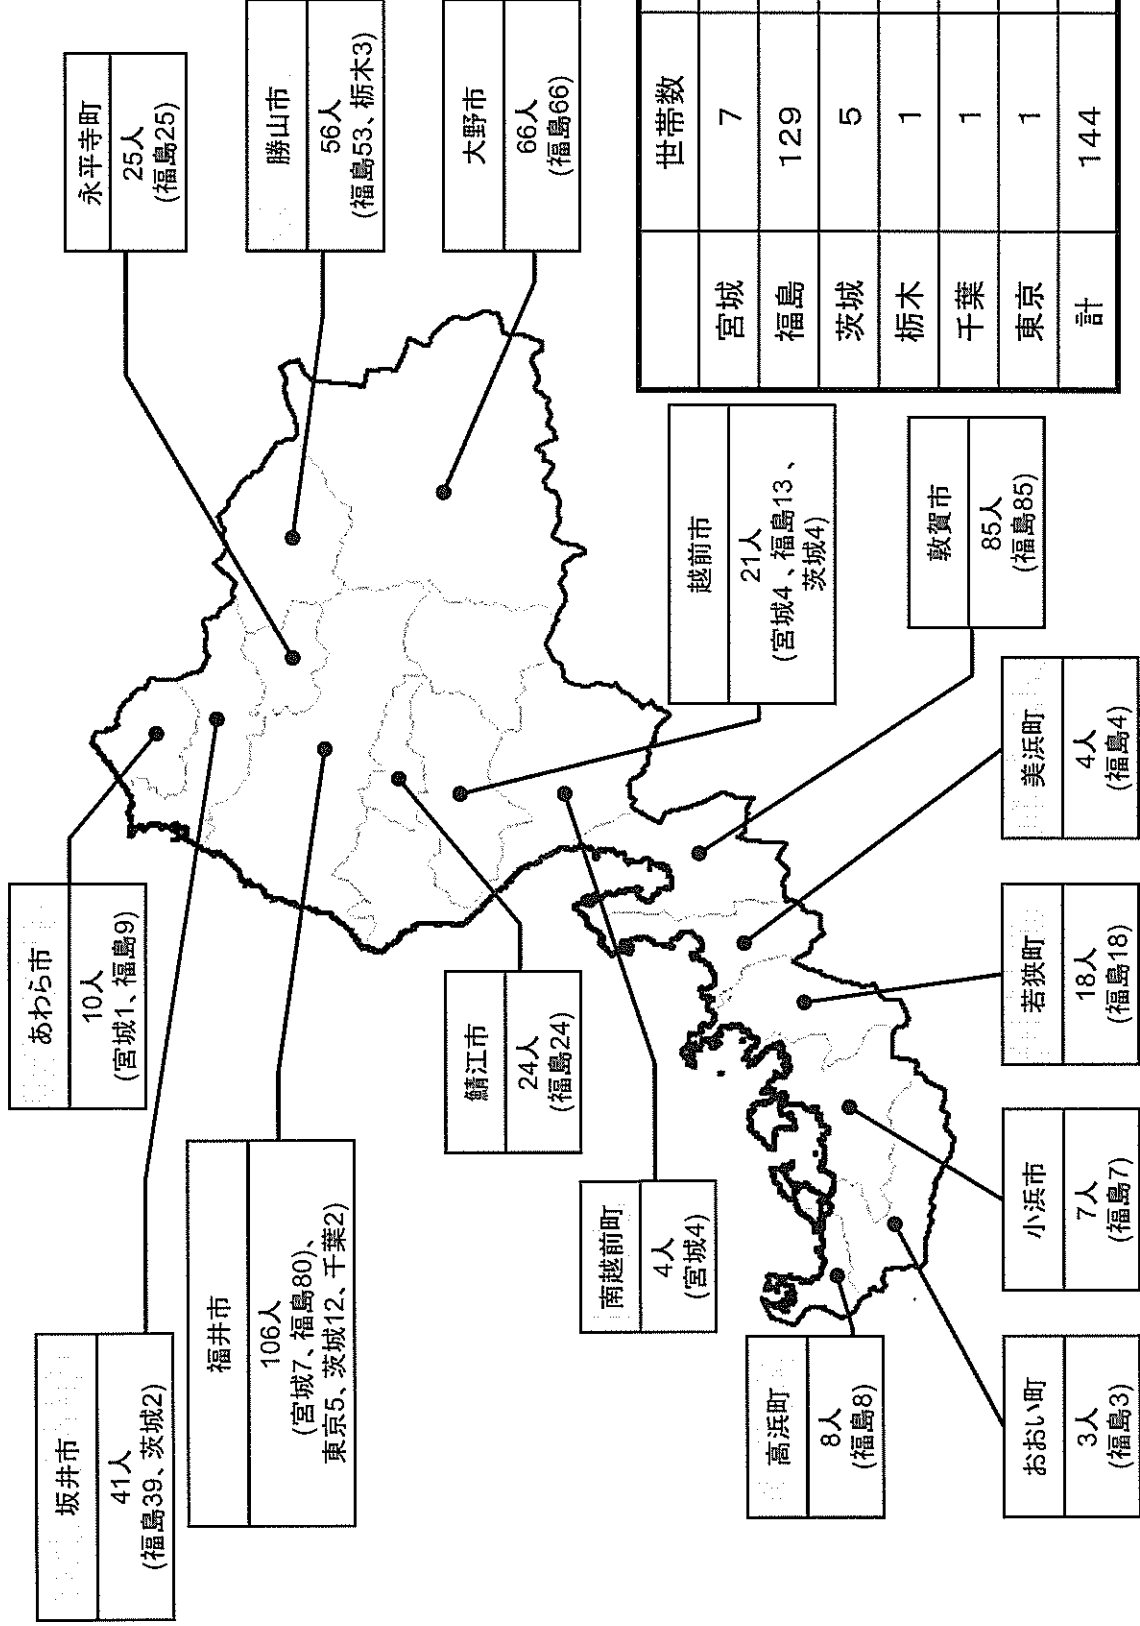 永平寺町
25人
(福島25)
勝山市
56人
(福島53、栃木3)
大野市
66人
(福島66)
あわら市
10人
(宮城1、福島9)
坂井市
41人
(福島39、茨城2)
福井市
106人
(宮城7、福島80)、
東京5、茨城12、千葉2)
鯖江市
24人
(福島24)
越前市
21人
(宮城4、福島13、
茨城4)
南越前町
4人
(宮城4)
敦賀市
85人
(福島85)
美浜町
4人
(福島4)
若狭町
18人
(福島18)
小浜市
7人
(福島7)
高浜町
8人
(福島8)
おおい町
3人
(福島3)
世帯数
宮城 7
福島 129
茨城 5
栃木 1
千葉 1
東京 1
計 144